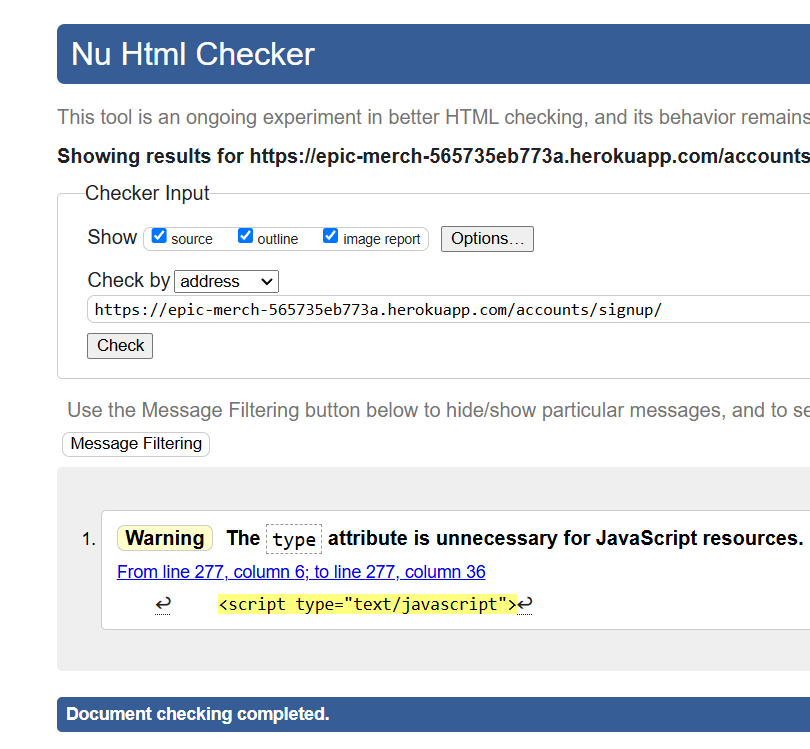 Nu Html Checker
This tool is an ongoing experiment in better HTML checking, and its behavior remains
Showing results for https://epic-merch-565735eb773a.herokuapp.com/accounts
Checker Input
Show source outline image report Options...
Check by address
https://epic-merch-565735eb773a.herokuapp.com/accounts/signup/
Check
Use the Message Filtering button below to hide/show particular messages, and to se
Message Filtering
1. Warning The type attribute is unnecessary for JavaScript resources.
From line 277, column 6; to line 277, column 36
↩ <script type="text/javascript">↩
Document checking completed.